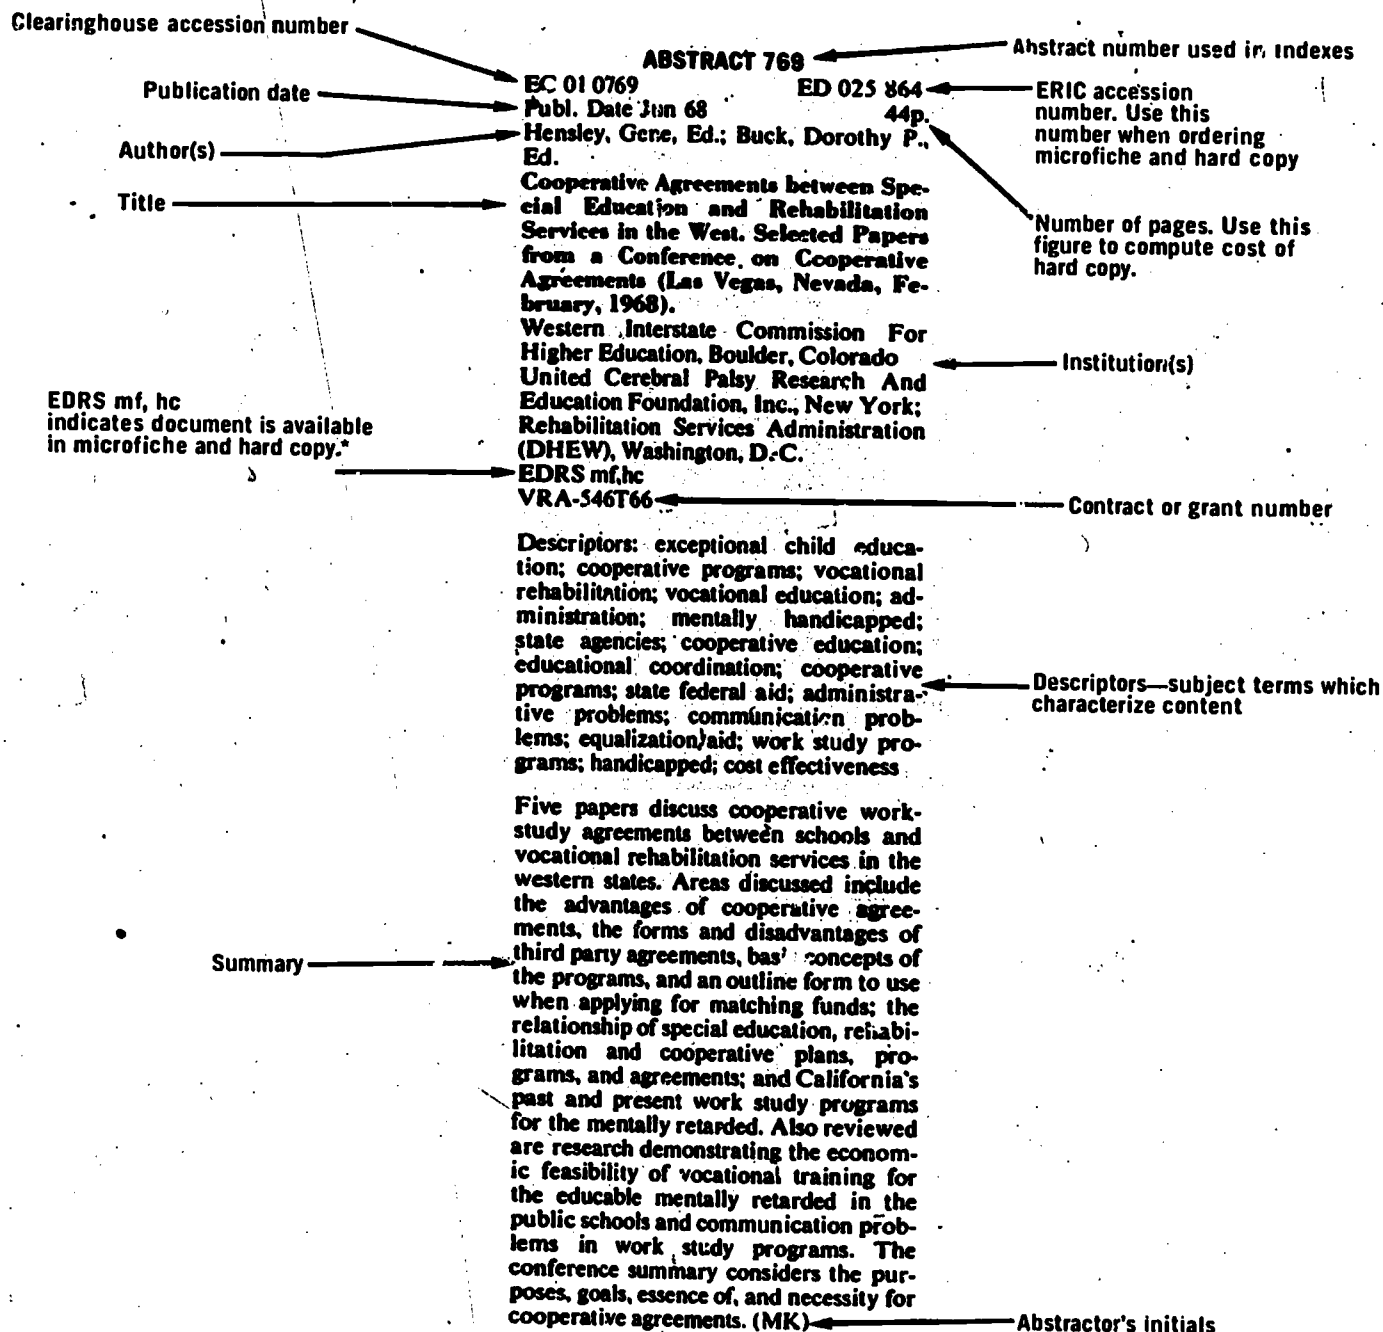 Clearinghouse accession number
Abstract number used in indexes
ABSTRACT 769
EC 01 0769 ED 025 864
ERIC accession
number. Use this
number when ordering
microfiche and hard copy
Publication date
Publ. Date Jun 68 44p.
Author(s)
Hensley, Gene, Ed.; Buck, Dorothy P.,
Ed.
Title
Cooperative Agreements between Spe-
cial Education and Rehabilitation
Services in the West. Selected Papers
from a Conference on Cooperative
Agreements (Las Vegas, Nevada, Fe-
bruary, 1968).
Number of pages. Use this
figure to compute cost of
hard copy.
Western Interstate Commission For
Higher Education, Boulder, Colorado
United Cerebral Palsy Research And
Education Foundation, Inc., New York;
Rehabilitation Services Administration
(DHEW), Washington, D. C.
Institution(s)
EDRS mf, hc
indicates document is available
in microfiche and hard copy.*
EDRS mf,hc
VRA-546T66
Contract or grant number
Descriptors: exceptional child educa-
tion; cooperative programs; vocational
rehabilitation; vocational education; ad-
ministration; mentally handicapped;
state agencies; cooperative education;
educational coordination; cooperative
programs; state federal aid; administra-
tive problems; communication prob-
lems; equalization aid; work study pro-
grams; handicapped; cost effectiveness
Descriptors—subject terms which
characterize content
Summary
Five papers discuss cooperative work-
study agreements between schools and
vocational rehabilitation services in the
western states. Areas discussed include
the advantages of cooperative agree-
ments, the forms and disadvantages of
third party agreements, bas' concepts of
the programs, and an outline form to use
when applying for matching funds; the
relationship of special education, rehabi-
litation and cooperative plans, pro-
grams, and agreements; and California's
past and present work study programs
for the mentally retarded. Also reviewed
are research demonstrating the econom-
ic feasibility of vocational training for
the educable mentally retarded in the
public schools and communication prob-
lems in work study programs. The
conference summary considers the pur-
poses, goals, essence of, and necessity for
cooperative agreements. (MK)
Abstractor's initials